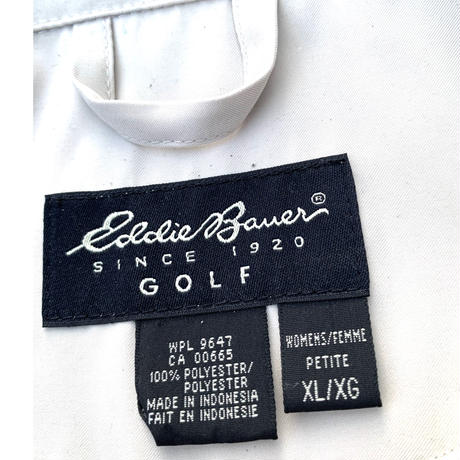 Eddie Bauer®
SINCE 1920
GOLF
WPL 9647
CA 00665
100% POLYESTER/
POLYESTER
MADE IN INDONESIA
FAIT EN INDONESIE
WOMENS/FEMME
PETITE
XL/XG